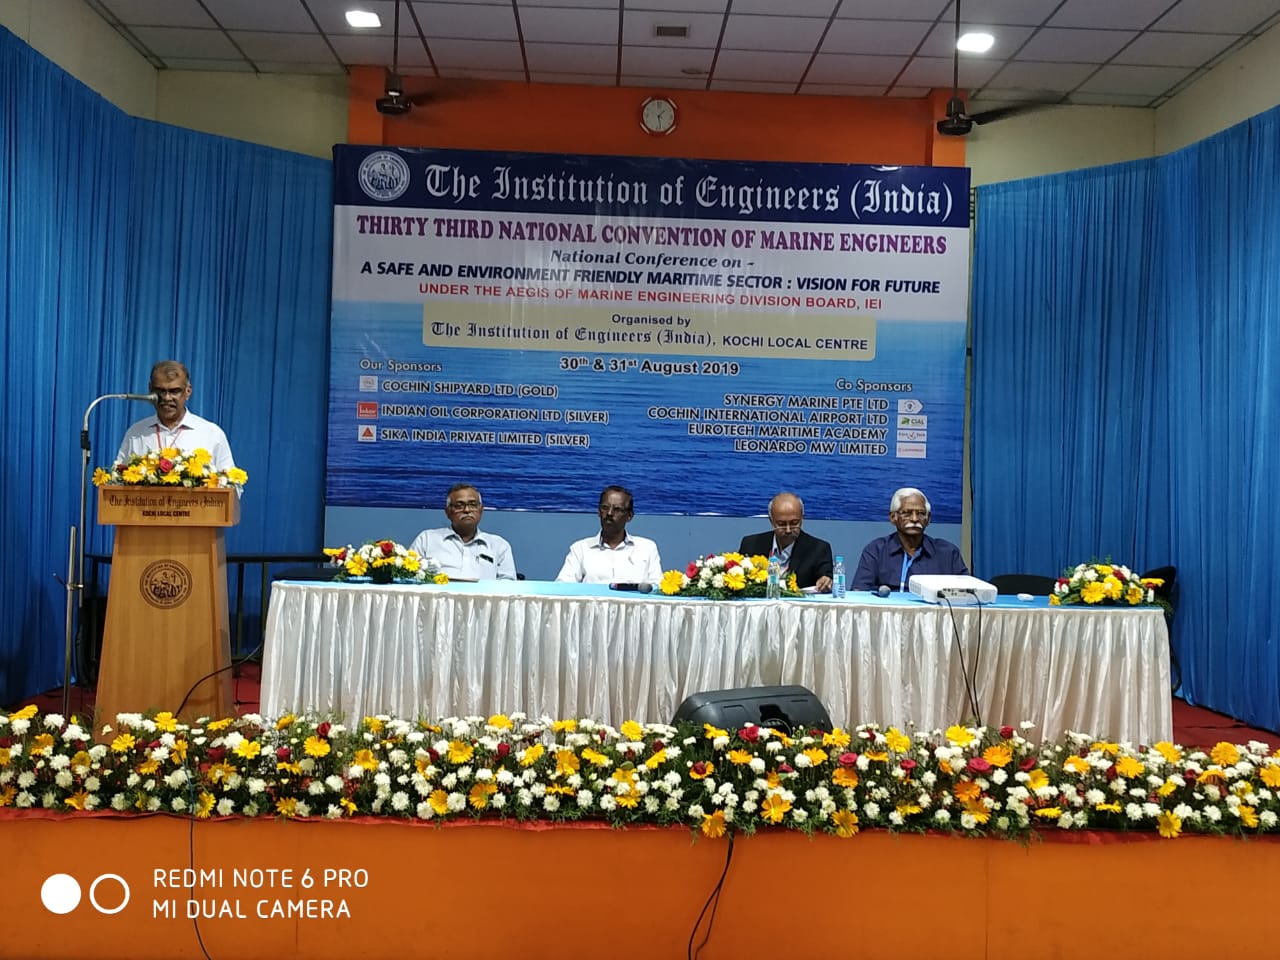 The Institution of Engineers (India)
THIRTY THIRD NATIONAL CONVENTION OF MARINE ENGINEERS
National Conference on -
A SAFE AND ENVIRONMENT FRIENDLY MARITIME SECTOR : VISION FOR FUTURE
UNDER THE AEGIS OF MARINE ENGINEERING DIVISION BOARD, IEI
Organised by
The Institution of Engineers (India), KOCHI LOCAL CENTRE
30th & 31st August 2019
Our Sponsors
COCHIN SHIPYARD LTD (GOLD)
INDIAN OIL CORPORATION LTD (SILVER)
SIKA INDIA PRIVATE LIMITED (SILVER)
Co Sponsors
SYNERGY MARINE PTE LTD
COCHIN INTERNATIONAL AIRPORT LTD
CIAL
EUROTECH MARITIME ACADEMY
LEONARDO MW LIMITED
The Institution of Engineers (India)
KOCHI LOCAL CENTRE
REDMI NOTE 6 PRO
MI DUAL CAMERA